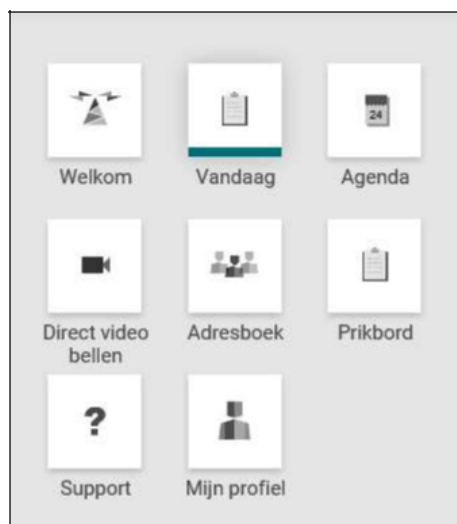 Welkom
Vandaag
24
Agenda
Direct video
bellen
Adresboek
Prikbord
?
Support
Mijn profiel